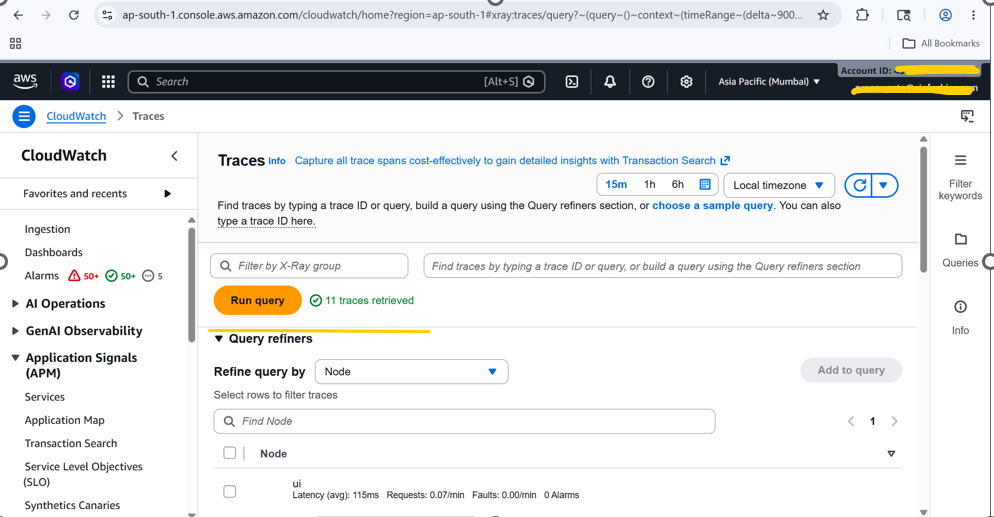 ap-south-1.console.aws.amazon.com/cloudwatch/home?region=ap-south-1#xray:traces/query?~(query~()~context~(timeRange~(delta~900...
All Bookmarks
aws
Search
[Alt+S]
Asia Pacific (Mumbai)
Account ID:
CloudWatch > Traces
CloudWatch
Favorites and recents
Ingestion
Dashboards
Alarms 50+ 50+ 5
AI Operations
GenAI Observability
Application Signals
(APM)
Services
Application Map
Transaction Search
Service Level Objectives
(SLO)
Synthetics Canaries
Traces Info Capture all trace spans cost-effectively to gain detailed insights with Transaction Search
15m 1h 6h Local timezone
Find traces by typing a trace ID or query, build a query using the Query refiners section, or choose a sample query. You can also
type a trace ID here.
Filter by X-Ray group
Find traces by typing a trace ID or query, or build a query using the Query refiners section
Run query 11 traces retrieved
Query refiners
Refine query by Node Add to query
Select rows to filter traces
Find Node
1
Node
ui
Latency (avg): 115ms Requests: 0.07/min Faults: 0.00/min 0 Alarms
Filter
keywords
Queries
Info